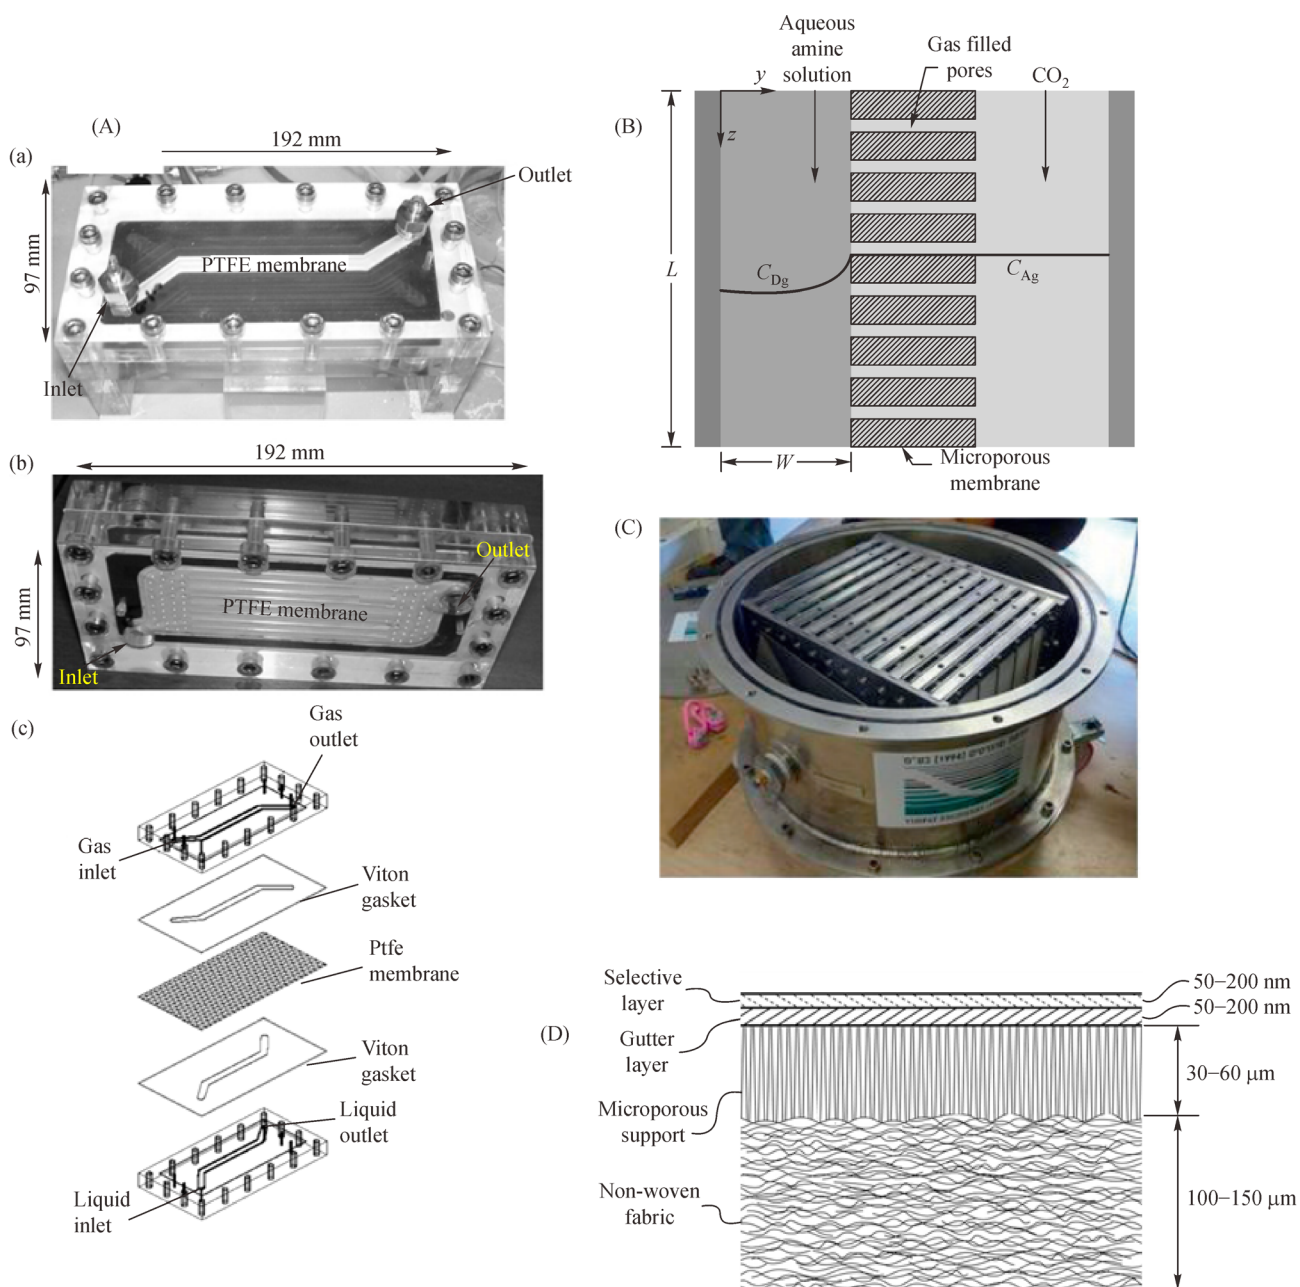 (A)
(a)
192 mm
97 mm
Outlet
PTFE membrane
Inlet
(b)
192 mm
97 mm
Outlet
PTFE membrane
Inlet
(c)
Gas
outlet
Gas
inlet
Viton
gasket
Ptfe
membrane
Viton
gasket
Liquid
outlet
Liquid
inlet
(B)
Aqueous
amine
solution
Gas filled
pores
CO₂
y
z
L
C_Dg
C_Ag
W
Microporous
membrane
(C)
(D)
Selective
layer
Gutter
layer
Microporous
support
Non-woven
fabric
50–200 nm
50–200 nm
30–60 μm
100–150 μm